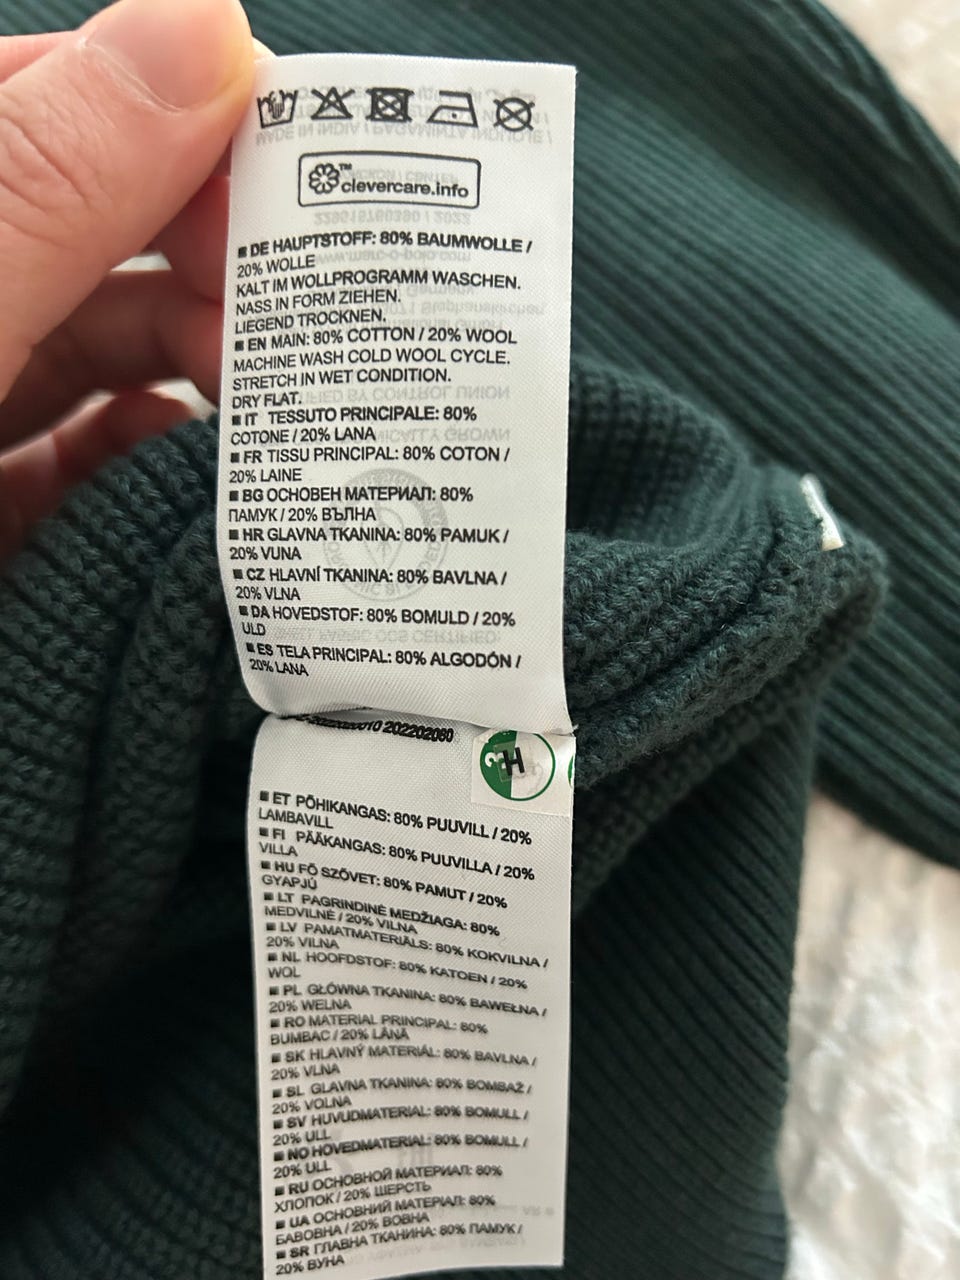 ™
clevercare.info
■ DE HAUPTSTOFF: 80% BAUMWOLLE /
20% WOLLE
KALT IM WOLLPROGRAMM WASCHEN.
NASS IN FORM ZIEHEN.
LIEGEND TROCKNEN.
■ EN MAIN: 80% COTTON / 20% WOOL
MACHINE WASH COLD WOOL CYCLE.
STRETCH IN WET CONDITION.
DRY FLAT.
■ IT TESSUTO PRINCIPALE: 80%
COTONE / 20% LANA
■ FR TISSU PRINCIPAL: 80% COTON /
20% LAINE
■ BG ОСНОВЕН МАТЕРИАЛ: 80%
ПАМУК / 20% ВЪЛНА
■ HR GLAVNA TKANINA: 80% PAMUK /
20% VUNA
■ CZ HLAVNÍ TKANINA: 80% BAVLNA /
20% VLNA
■ DA HOVEDSTOF: 80% BOMULD / 20%
ULD
■ ES TELA PRINCIPAL: 80% ALGODÓN /
20% LANA
202202060
3 H
■ ET PÕHIKANGAS: 80% PUUVILL / 20%
LAMBAVILL
■ FI PÄÄKANGAS: 80% PUUVILLA / 20%
VILLA
■ HU FŐ SZÖVET: 80% PAMUT / 20%
GYAPJÚ
■ LT PAGRINDINĖ MEDŽIAGA: 80%
MEDVILNĖ / 20% VILNA
■ LV PAMATMATERIĀLS: 80% KOKVILNA /
20% VILNA
■ NL HOOFDSTOF: 80% KATOEN / 20%
WOL
■ PL GŁÓWNA TKANINA: 80% BAWEŁNA /
20% WEŁNA
■ RO MATERIAL PRINCIPAL: 80%
BUMBAC / 20% LÂNĂ
■ SK HLAVNÝ MATERIÁL: 80% BAVLNA /
20% VLNA
■ SL GLAVNA TKANINA: 80% BOMBAŽ /
20% VOLNA
■ SV HUVUDMATERIAL: 80% BOMULL /
20% ULL
■ NO HOVEDMATERIAL: 80% BOMULL /
20% ULL
■ RU ОСНОВНОЙ МАТЕРИАЛ: 80%
ХЛОПОК / 20% ШЕРСТЬ
■ UA ОСНОВНИЙ МАТЕРІАЛ: 80%
БАВОВНА / 20% ВОВНА
■ SR ГЛАВНА ТКАНИНА: 80% ПАМУК /
20% ВУНА